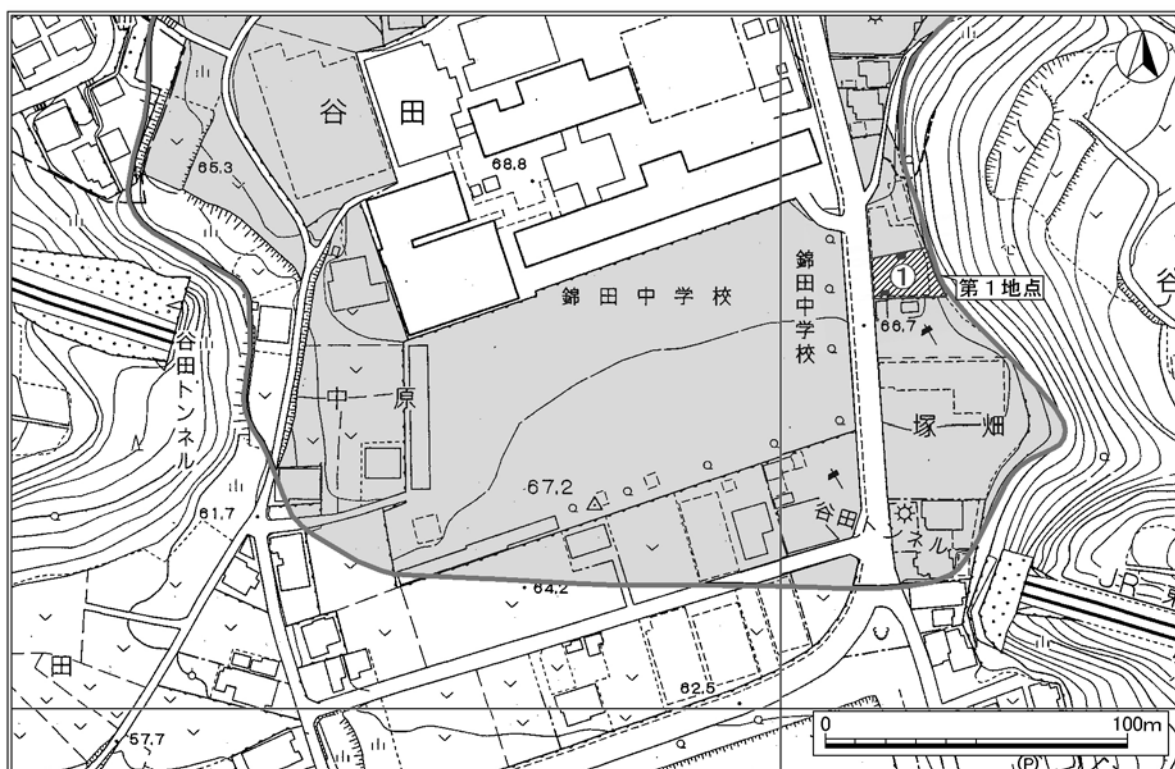 谷田
65.3
68.8
錦田中学校
錦田中学校
①
第1地点
66.7
谷
谷田トンネル
中原
塚畑
67.2
谷田トンネル
61.7
64.2
田
62.5
57.7
0 100m
(P)